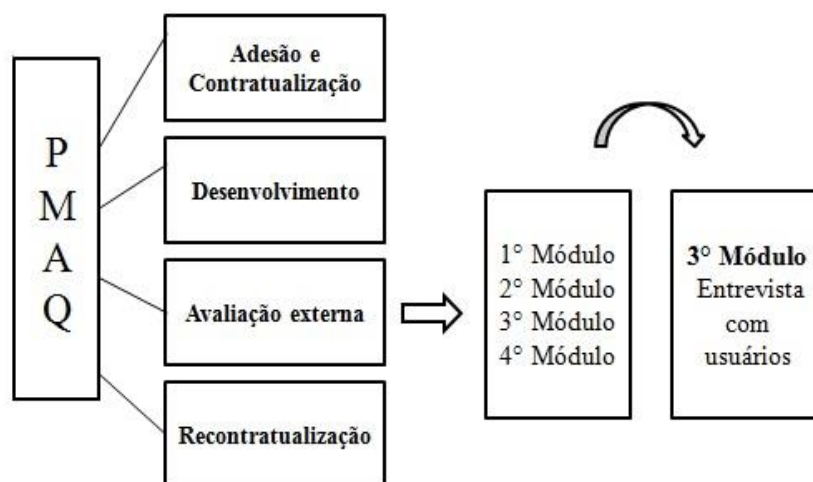 P
M
A
Q
Adesão e
Contratualização
Desenvolvimento
Avaliação externa
Recontratualização
1° Módulo
2° Módulo
3° Módulo
4° Módulo
3° Módulo
Entrevista
com
usuários